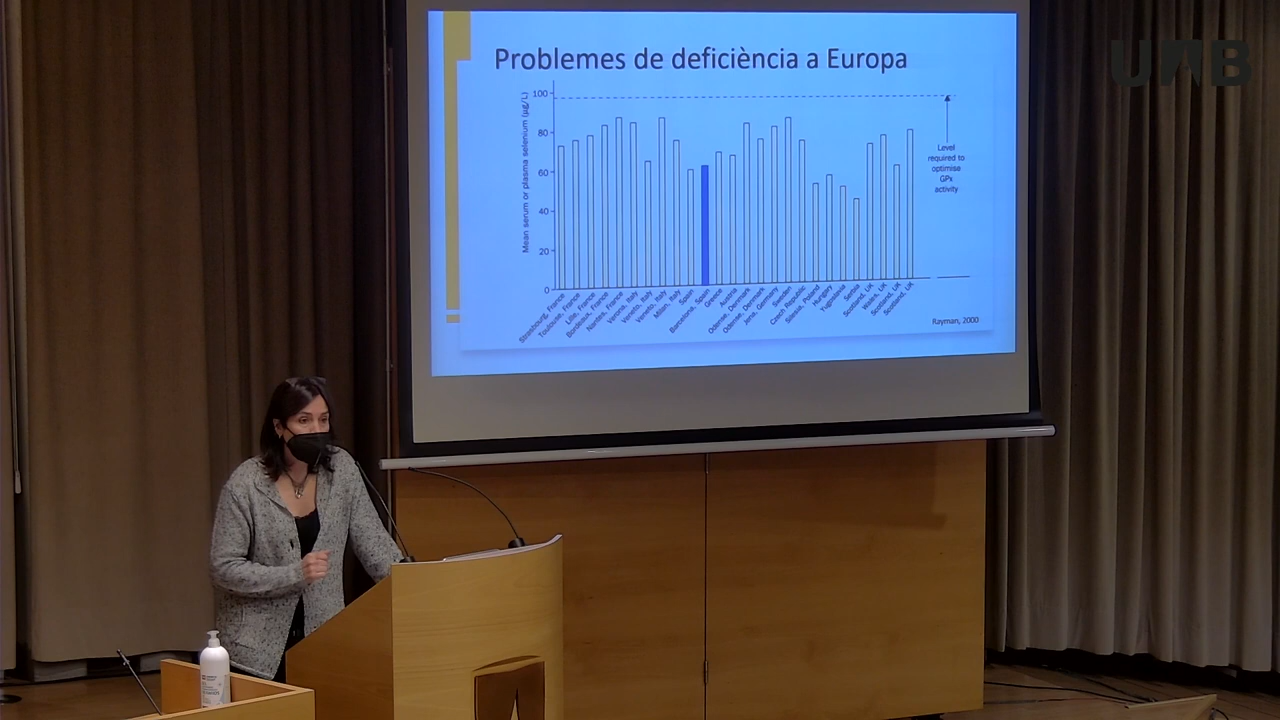 UAB
Problemes de deficiència a Europa
Mean serum or plasma selenium (µg/L)
100
80
60
40
20
0
Level
required to
optimise
GPx
activity
Strasbourg, France
Toulouse, France
Lille, France
Bordeaux, France
Nantes, France
Verona, Italy
Veneto, Italy
Veneto, Italy
Milan, Italy
Spain
Barcelona, Spain
Greece
Austria
Odense, Denmark
Odense, Denmark
Jena, Germany
Sweden
Czech Republic
Silesia, Poland
Hungary
Yugoslavia
Serbia
Scotland, UK
Wales, UK
Scotland, UK
Scotland, UK
Rayman, 2000